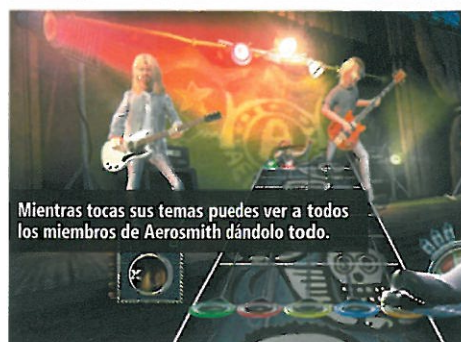 Mientras tocas sus temas puedes ver a todos
los miembros de Aerosmith dándolo todo.